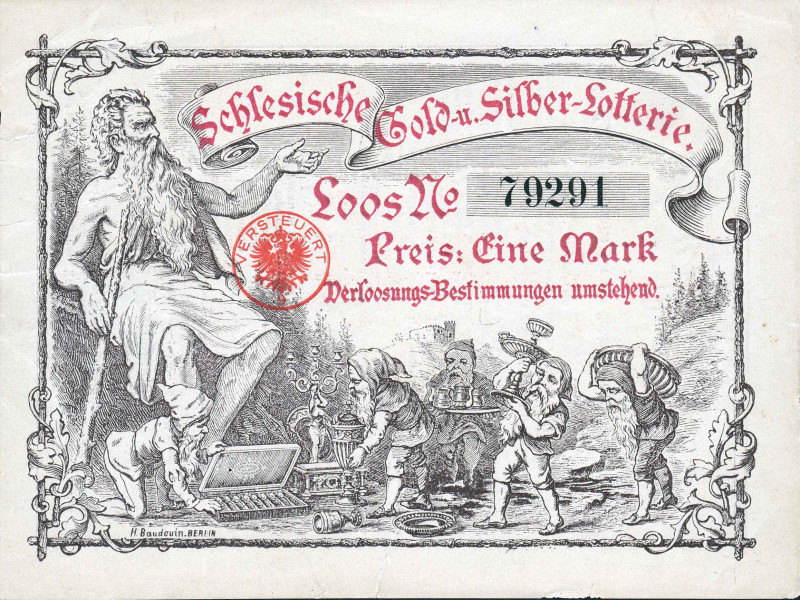 Schlesische Gold-u. Silber-Lotterie.
Loos No 79291
Preis: Eine Mark
Verloosungs-Bestimmungen umstehend.
VERSTEUERT
H. Baudouin. BERLIN